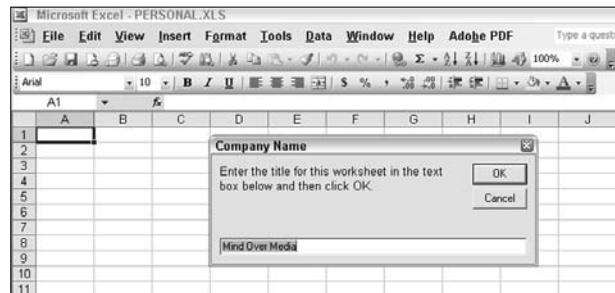 Microsoft Excel - PERSONAL.XLS
File Edit View Insert Format Tools Data Window Help Adobe PDF Type a quest
100%
Arial 10 B I U $ % , A
A1 fx
A B C D E F G H I J
1
2
3
4
5
6
7
8
9
10
11
Company Name
Enter the title for this worksheet in the text
box below and then click OK.
OK
Cancel
Mind Over Media